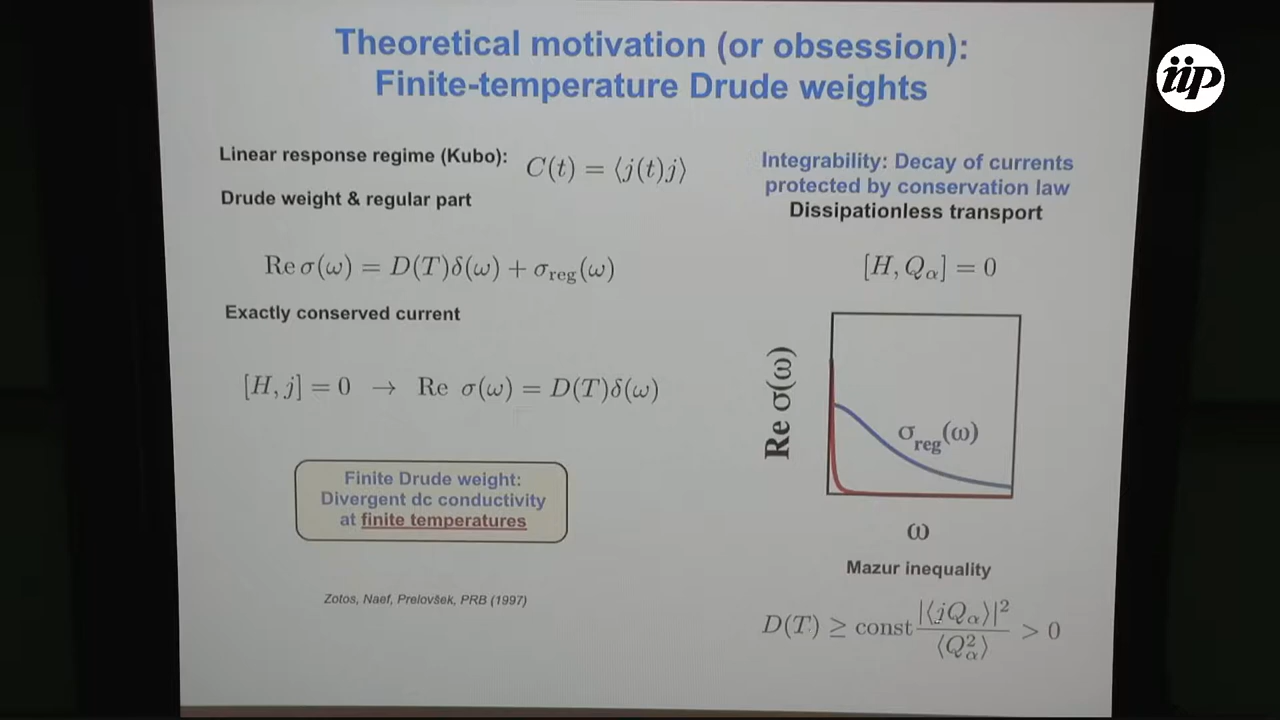 Theoretical motivation (or obsession):
Finite-temperature Drude weights
iip
Linear response regime (Kubo): C(t) = ⟨j(t)j⟩
Drude weight & regular part
Re σ(ω) = D(T)δ(ω) + σ_reg(ω)
Exactly conserved current
[H, j] = 0 → Re σ(ω) = D(T)δ(ω)
Finite Drude weight:
Divergent dc conductivity
at finite temperatures
Zotos, Naef, Prelovšek, PRB (1997)
Integrability: Decay of currents
protected by conservation law
Dissipationless transport
[H, Q_α] = 0
Re σ(ω)
σ_reg(ω)
ω
Mazur inequality
D(T) ≥ const |⟨jQ_α⟩|² / ⟨Q_α²⟩ > 0